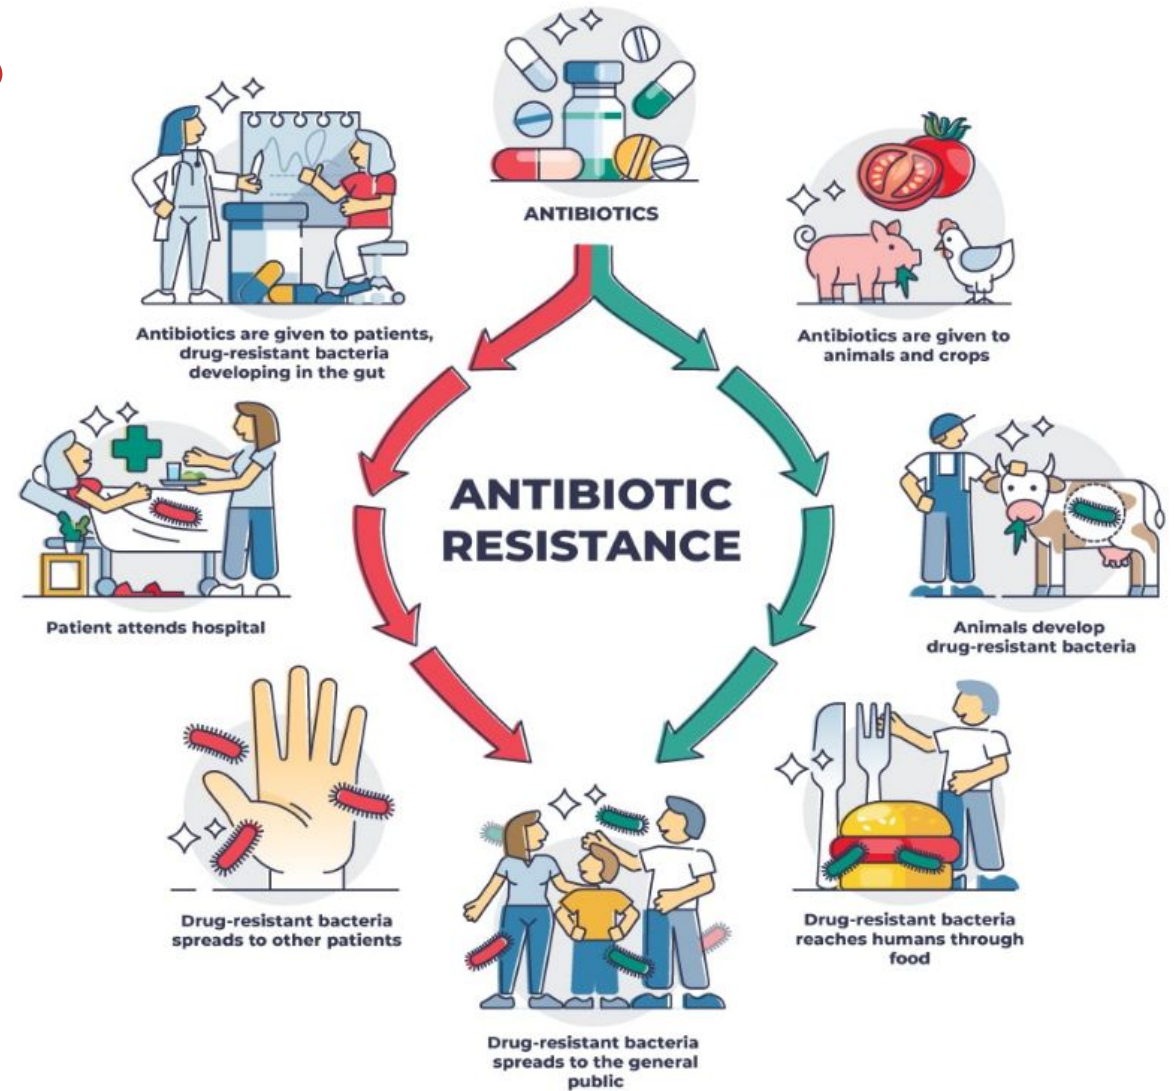 ANTIBIOTICS
Antibiotics are given to patients,
drug-resistant bacteria
developing in the gut
Antibiotics are given to
animals and crops
Patient attends hospital
ANTIBIOTIC
RESISTANCE
Animals develop
drug-resistant bacteria
Drug-resistant bacteria
spreads to other patients
Drug-resistant bacteria
reaches humans through
food
Drug-resistant bacteria
spreads to the general
public